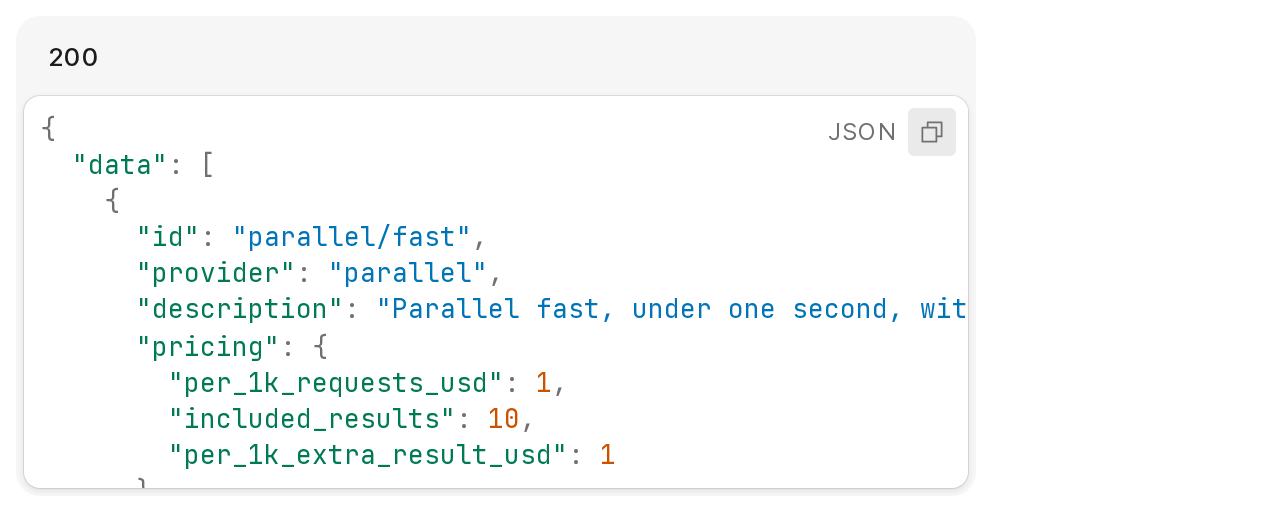 200
JSON
{
"data": [
{
"id": "parallel/fast",
"provider": "parallel",
"description": "Parallel fast, under one second, wit
"pricing": {
"per_1k_requests_usd": 1,
"included_results": 10,
"per_1k_extra_result_usd": 1
}